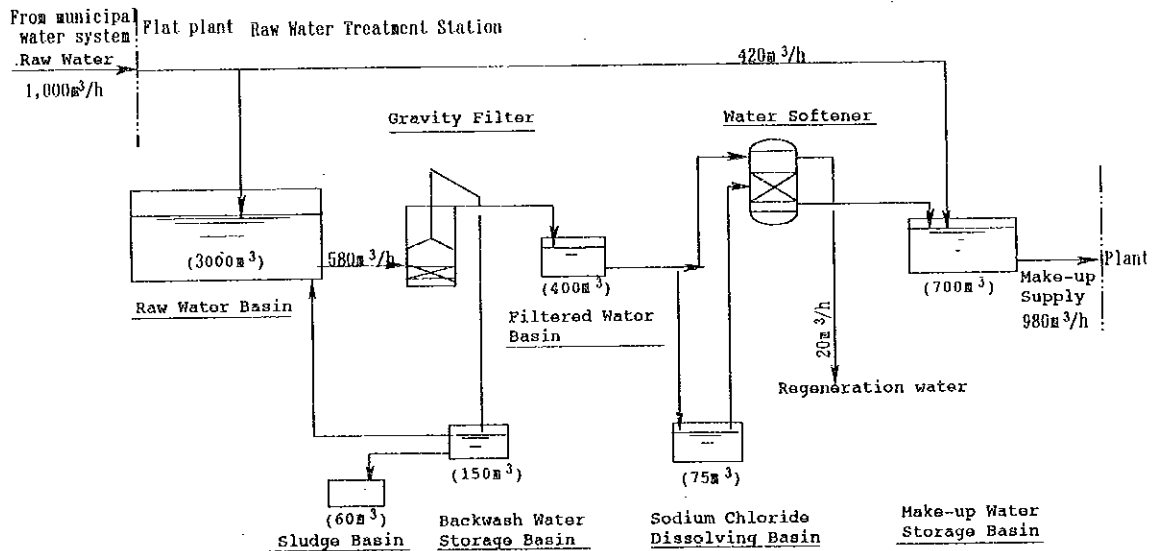 From municipal
water system
Flat plant Raw Water Treatment Station
Raw Water
1,000m³/h
420m³/h
Gravity Filter
Water Softener
(3000m³)
580m³/h
Raw Water Basin
(400m³)
Filtered Water
Basin
(700m³)
Plant
Make-up
Supply
980m³/h
20m³/h
Regeneration water
(150m³)
(75m³)
(60m³)
Sludge Basin
Backwash Water
Storage Basin
Sodium Chloride
Dissolving Basin
Make-up Water
Storage Basin